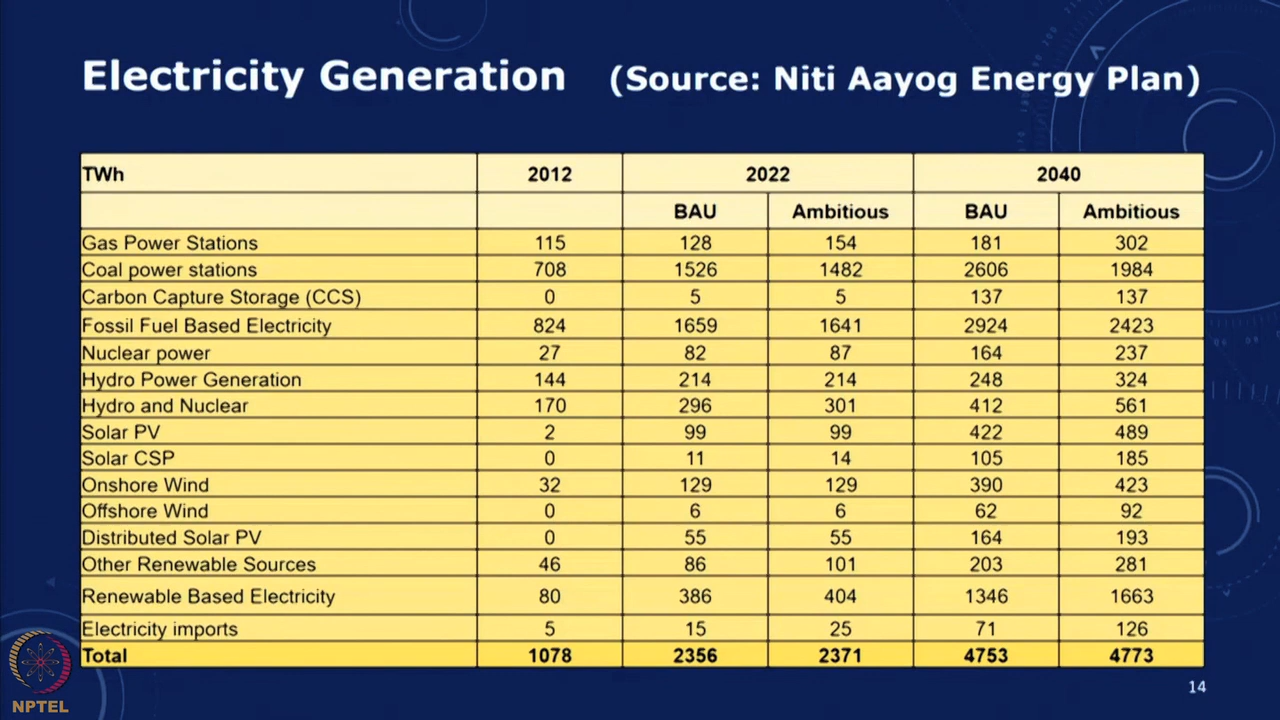 Electricity Generation (Source: Niti Aayog Energy Plan)
TWh 2012 2022 2040
BAU Ambitious BAU Ambitious
Gas Power Stations 115 128 154 181 302
Coal power stations 708 1526 1482 2606 1984
Carbon Capture Storage (CCS) 0 5 5 137 137
Fossil Fuel Based Electricity 824 1659 1641 2924 2423
Nuclear power 27 82 87 164 237
Hydro Power Generation 144 214 214 248 324
Hydro and Nuclear 170 296 301 412 561
Solar PV 2 99 99 422 489
Solar CSP 0 11 14 105 185
Onshore Wind 32 129 129 390 423
Offshore Wind 0 6 6 62 92
Distributed Solar PV 0 55 55 164 193
Other Renewable Sources 46 86 101 203 281
Renewable Based Electricity 80 386 404 1346 1663
Electricity imports 5 15 25 71 126
Total 1078 2356 2371 4753 4773
14
NPTEL